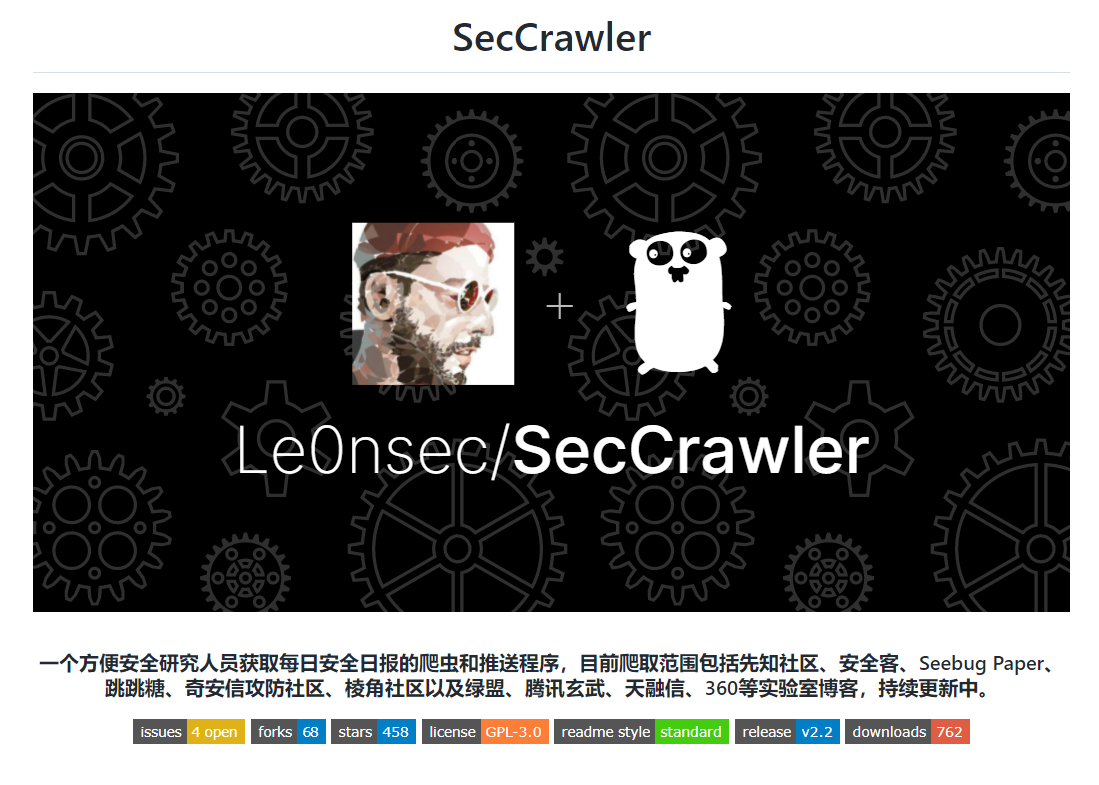 SecCrawler
Le0nsec/SecCrawler
一个方便安全研究人员获取每日安全日报的爬虫和推送程序，目前爬取范围包括先知社区、安全客、Seebug Paper、
跳跳糖、奇安信攻防社区、棱角社区以及绿盟、腾讯玄武、天融信、360等实验室博客，持续更新中。
issues 4 open forks 68 stars 458 license GPL-3.0 readme style standard release v2.2 downloads 762